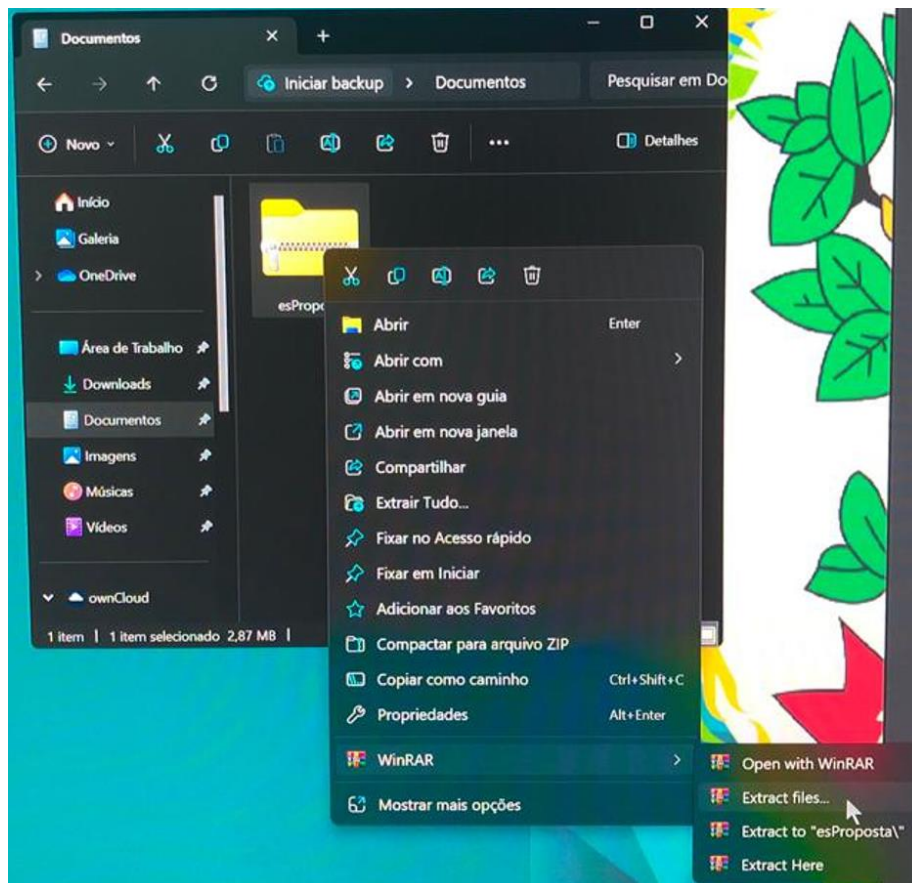 Documentos
Iniciar backup > Documentos
Pesquisar em Do
Novo
Detalhes
Início
Galeria
OneDrive
Área de Trabalho
Downloads
Documentos
Imagens
Músicas
Vídeos
ownCloud
1 item | 1 item selecionado 2,87 MB |
esPropo
Abrir Enter
Abrir com
Abrir em nova guia
Abrir em nova janela
Compartilhar
Extrair Tudo...
Fixar no Acesso rápido
Fixar em Iniciar
Adicionar aos Favoritos
Compactar para arquivo ZIP
Copiar como caminho Ctrl+Shift+C
Propriedades Alt+Enter
WinRAR
Mostrar mais opções
Open with WinRAR
Extract files...
Extract to "esProposta\"
Extract Here